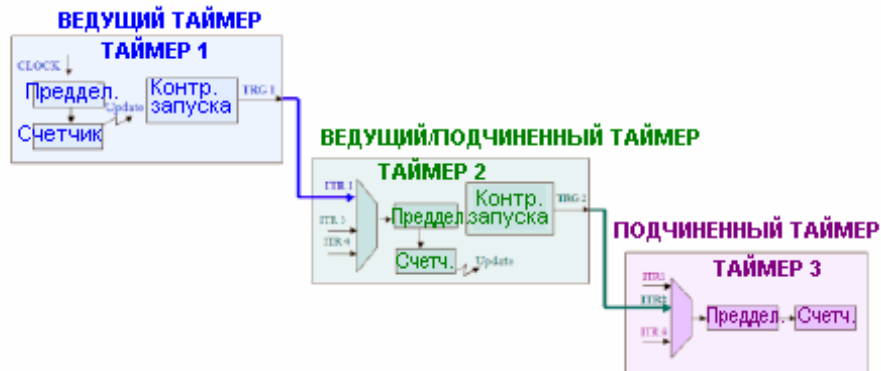 ВЕДУЩИЙ ТАЙМЕР
ТАЙМЕР 1
CLOCK
Преддел.
Update
Счетчик
Контр.
запуска
TRG 1
ВЕДУЩИЙ/ПОДЧИНЕННЫЙ ТАЙМЕР
ТАЙМЕР 2
ITR 1
ITR 3
ITR 4
Преддел.
Счетч.
Update
Контр.
запуска
TRG 2
ПОДЧИНЕННЫЙ ТАЙМЕР
ТАЙМЕР 3
ITR1
ITR2
ITR 4
Преддел.
Счетч.